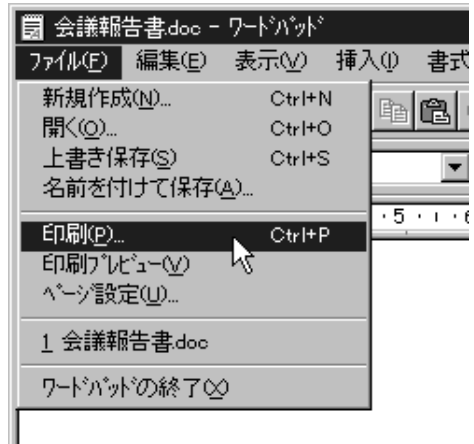 会議報告書.doc - ﾜｰﾄﾞﾊﾟｯﾄﾞ
ﾌｧｲﾙ(F) 編集(E) 表示(V) 挿入(I) 書式
新規作成(N)... Ctrl+N
開く(O)... Ctrl+O
上書き保存(S) Ctrl+S
名前を付けて保存(A)...
印刷(P)... Ctrl+P
印刷ﾌﾟﾚﾋﾞｭｰ(V)
ﾍﾟｰｼﾞ設定(U)...
1 会議報告書.doc
ﾜｰﾄﾞﾊﾟｯﾄﾞの終了(X)
· 5 · ı · 6